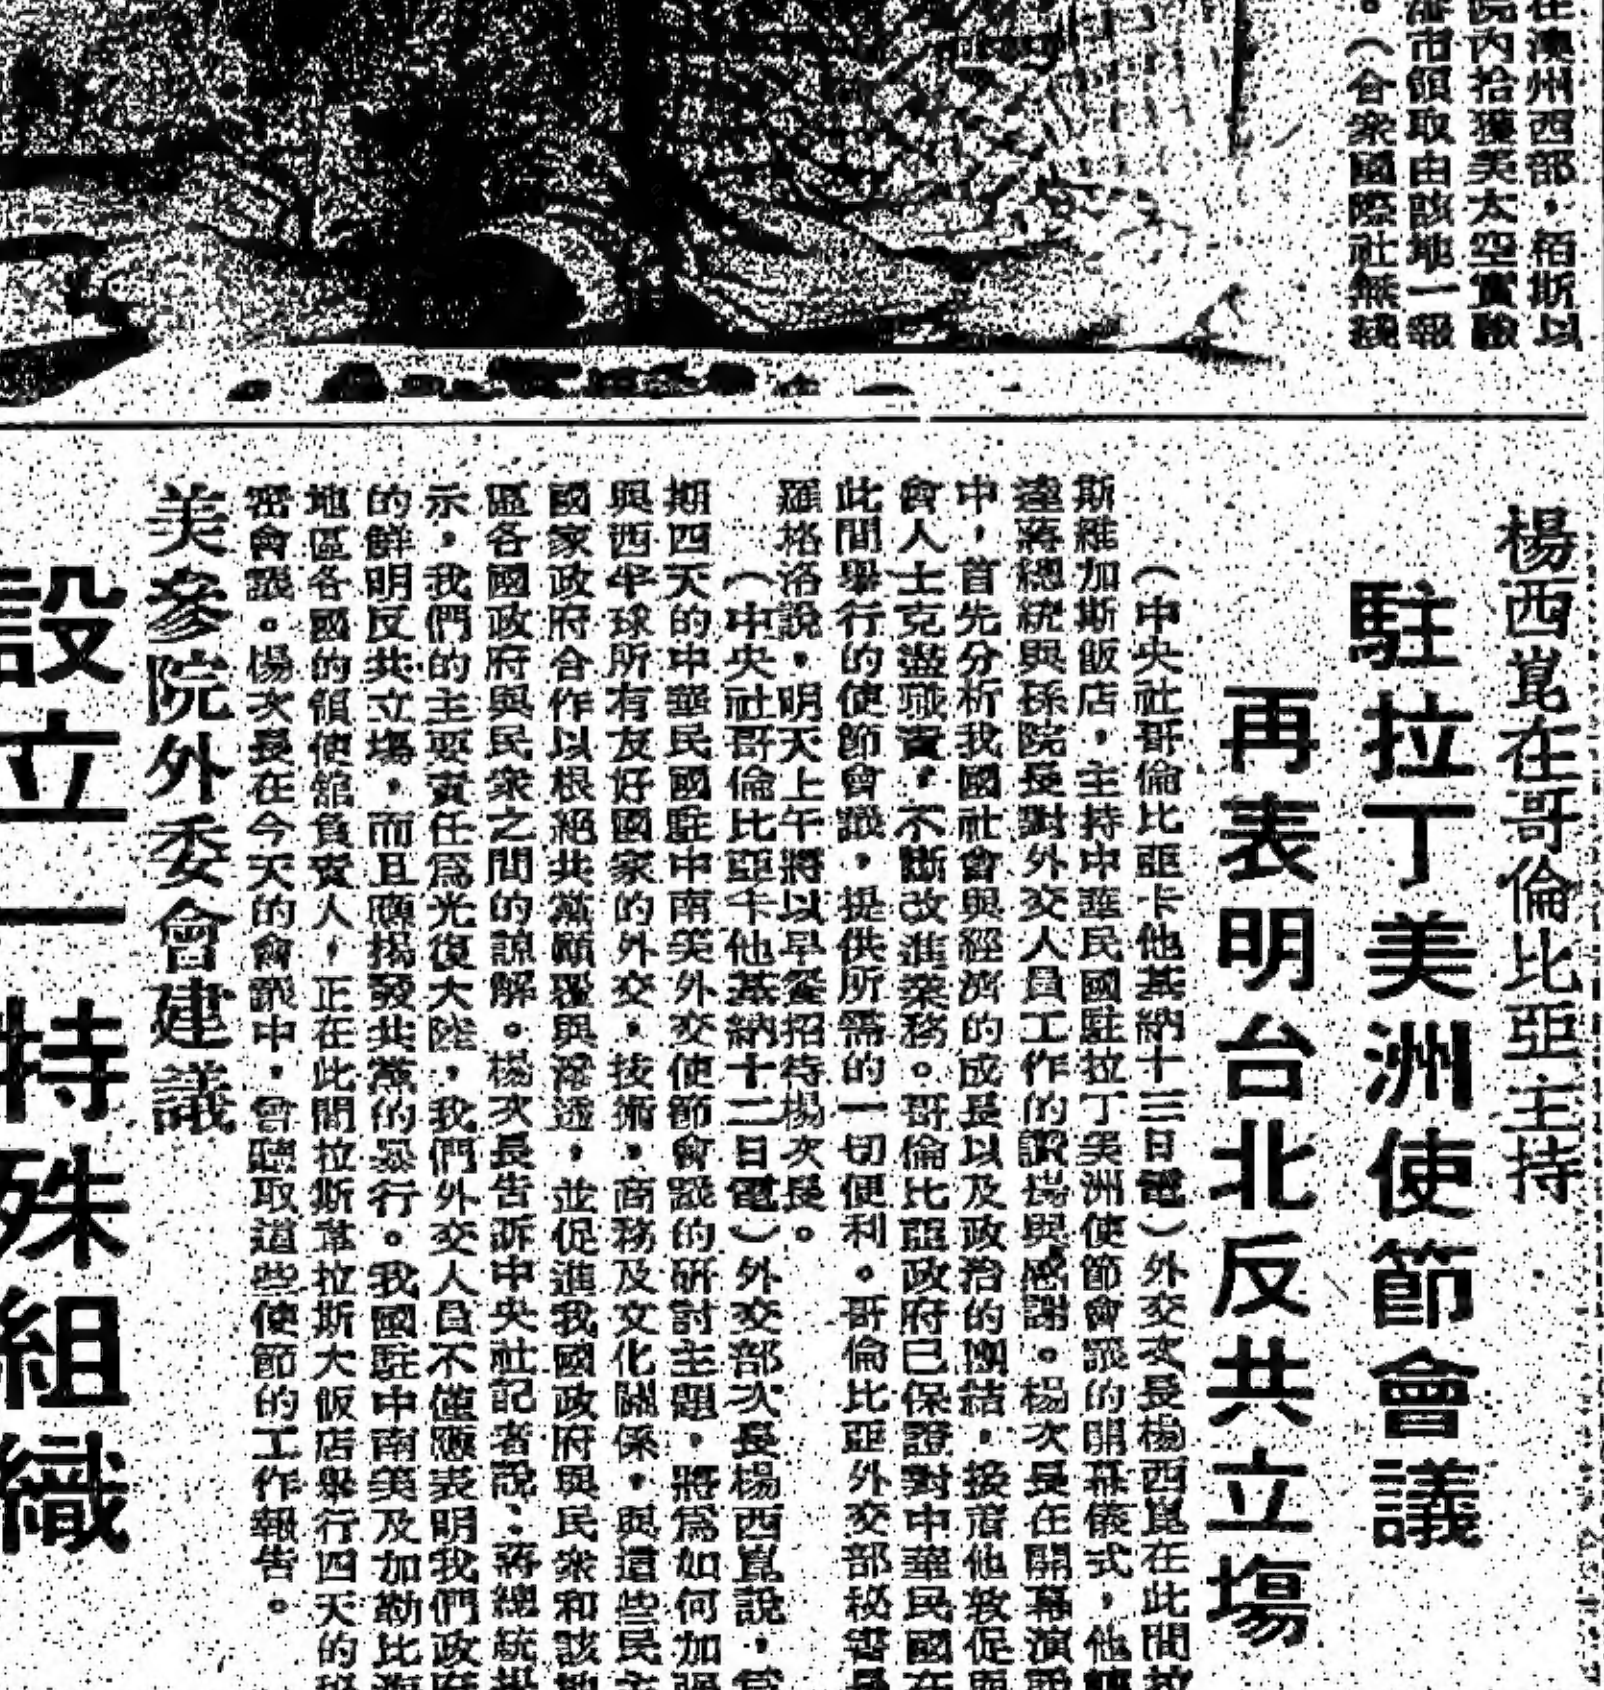 在澳州西部，栢斯以
院內拾獲美太空實驗
市領取由該地一報
。（合衆國際社無綫
楊西崑在哥倫比亞主持
駐拉丁美洲使節會議
再表明台北反共立場
（中央社哥倫比亞卡他基納十三日電）外交次長楊西崑在此間
斯維加斯飯店，主持中華民國駐拉丁美洲使節會議的開幕儀式，他
達蔣總統與孫院長對外交人員工作的讚揚與感謝。楊次長在開幕演
中，首先分析我國社會與經濟的成長以及政治的團結，接着他敦促
會人士克盡職責，不斷改進業務。哥倫比亞政府已保證對中華民國在
此間舉行的使節會議，提供所需的一切便利。哥倫比亞外交部秘書長
羅格洛說，明天上午將以早餐招待楊次長。
（中央社哥倫比亞卡他基納十二日電）外交部次長楊西崑說，爲
期四天的中華民國駐中南美外交使節會議的硏討主題，將爲如何加强
與西半球所有友好國家的外交，技術，商務及文化關係，與這些民主
國家政府合作以根絕共黨顚覆與滲透，並促進我國政府與民衆和該地
區各國政府與民衆之間的諒解。楊次長告訴中央社記者說：蔣總統
示，我們的主要責任爲光復大陸，我們外交人員不僅應表明我們政府
的鮮明反共立場，而且應揭發共黨的暴行。我國駐中南美及加勒比海
地區各國的領使館負責人，正在此間拉斯韋拉斯大飯店舉行四天的秘
密會議。楊次長在今天的會議中，曾聽取這些使節的工作報告。
美參院外委會建議
設立一特殊組織